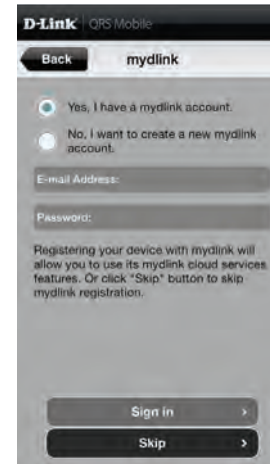 D-Link QRS Mobile
Back mydlink
Yes, I have a mydlink account.
No, I want to create a new mydlink
account.
E-mail Address:
Password:
Registering your device with mydlink will
allow you to use its mydlink cloud services
features. Or click "Skip" button to skip
mydlink registration.
Sign in >
Skip >